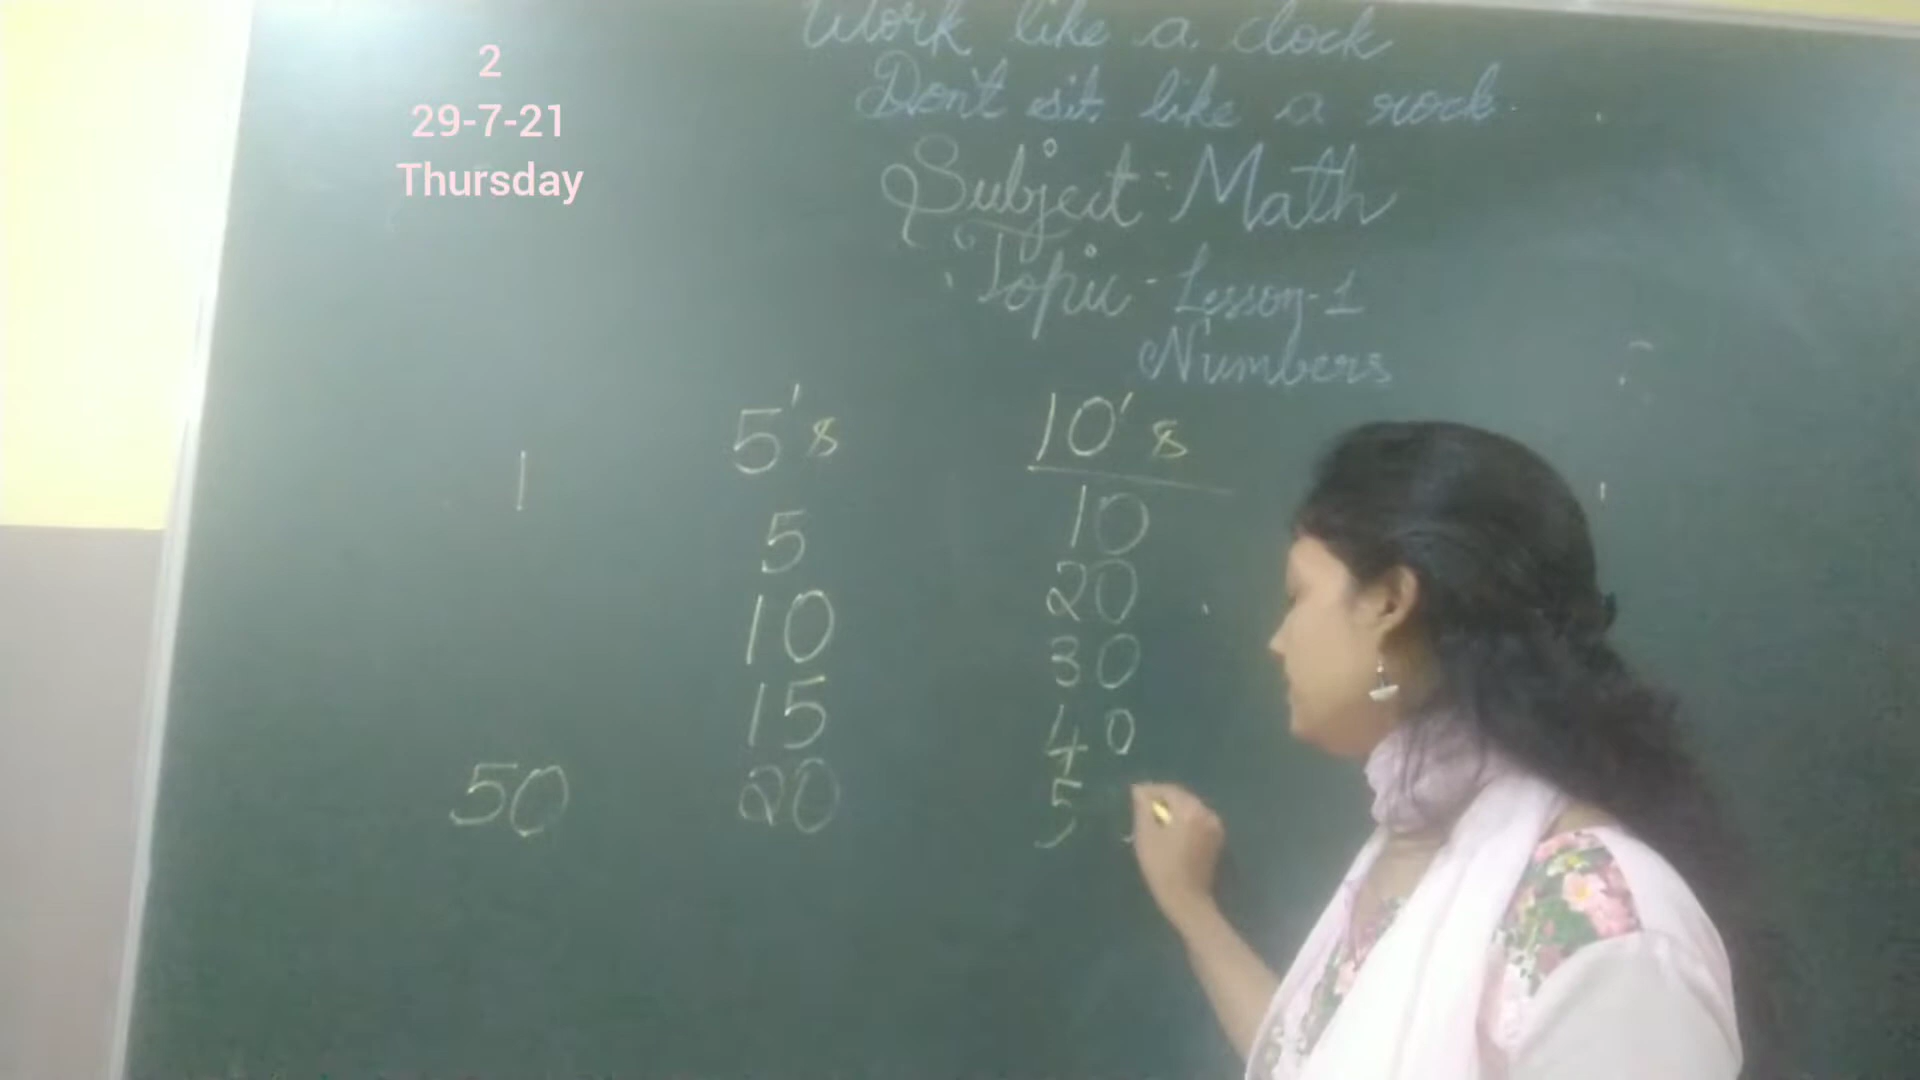 2
29-7-21
Thursday
Work like a clock
Don't sit like a rock
Subject - Math
Topic - Lesson-1
Numbers
1
50
5's
5
10
15
20
10's
10
20
30
40
5